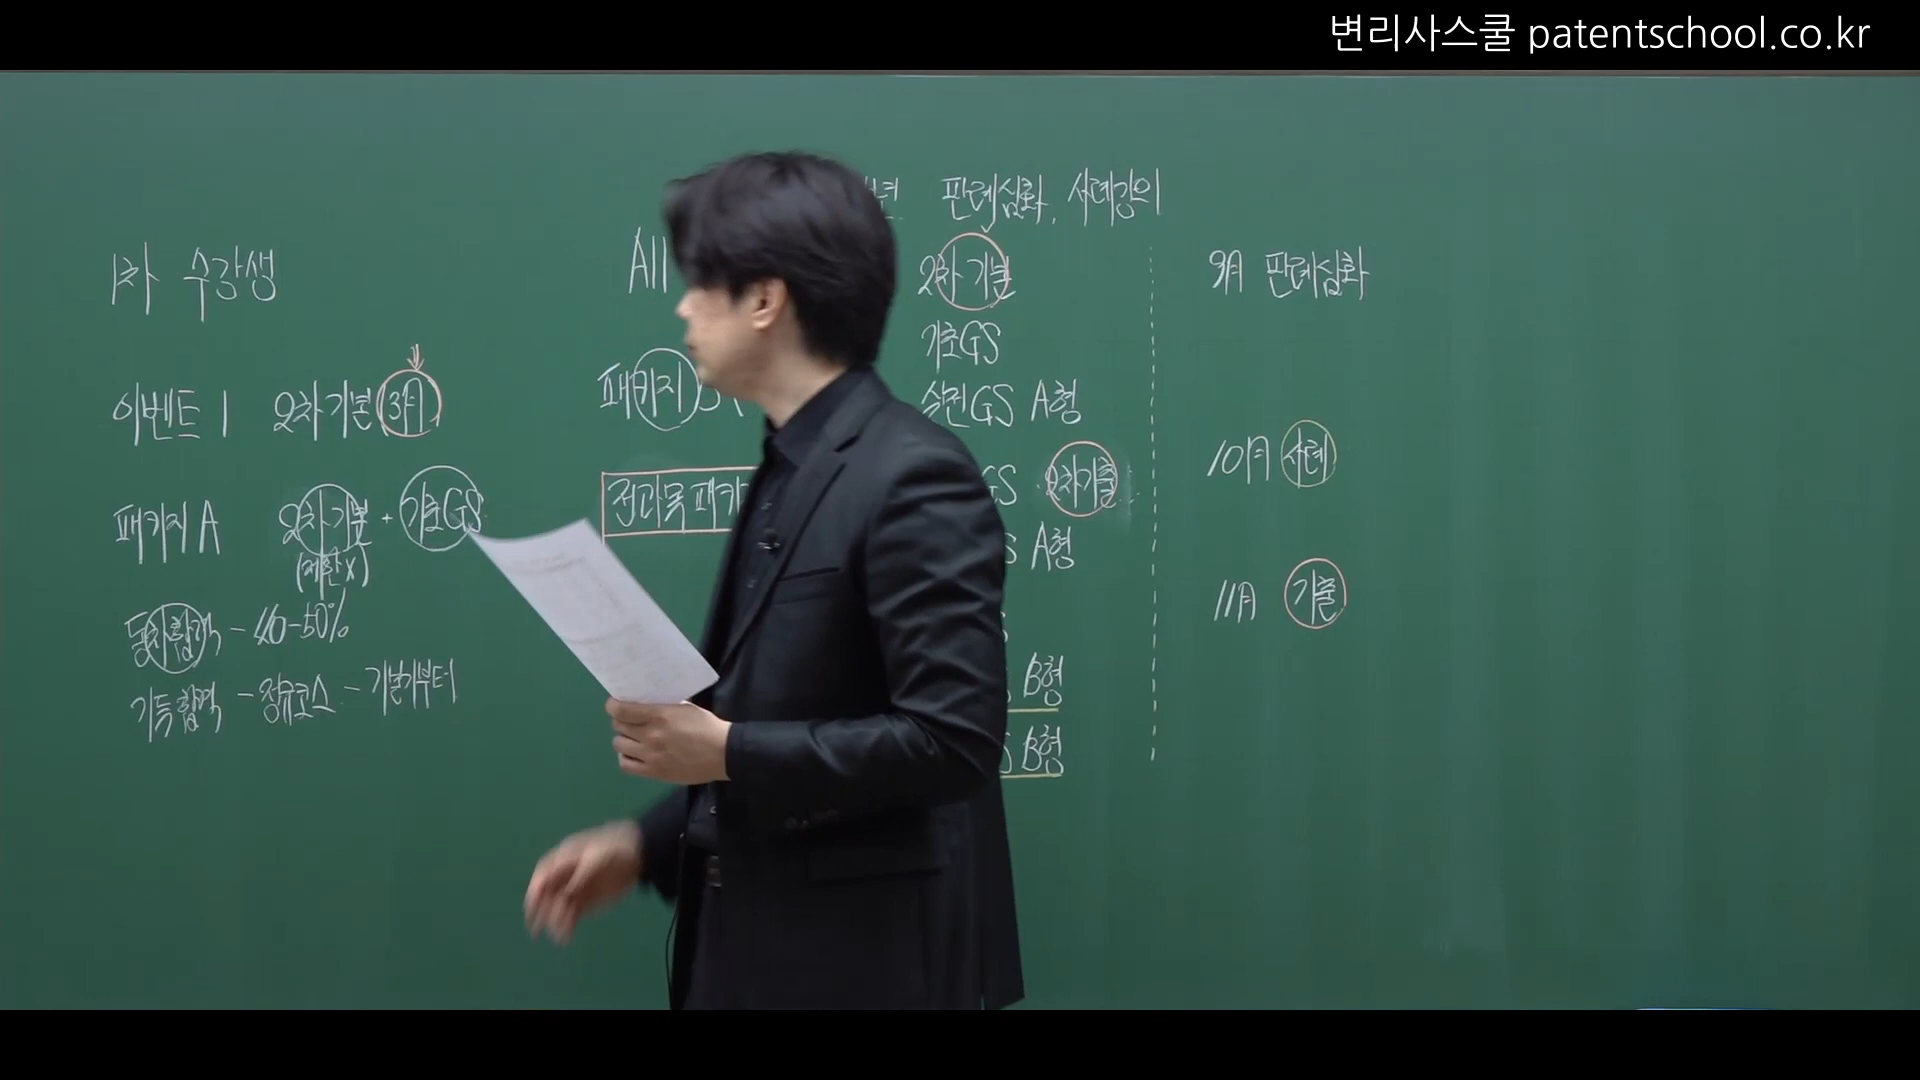 변리사스쿨 patentschool.co.kr
1차 수강생
이벤트 1 2차기본 (3月)
패키지 A 2차기본 + 기초GS
(제한 X)
동차합격 - 40-50%
기득합격 - 정규코스 - 기본부터
All
패키지
전과목 패키
판례심화, 사례강의
2차 기본
기초GS
실전GS A형
GS 2차기출
A형
B형
B형
9月 판례심화
10月 사례
11月 기출